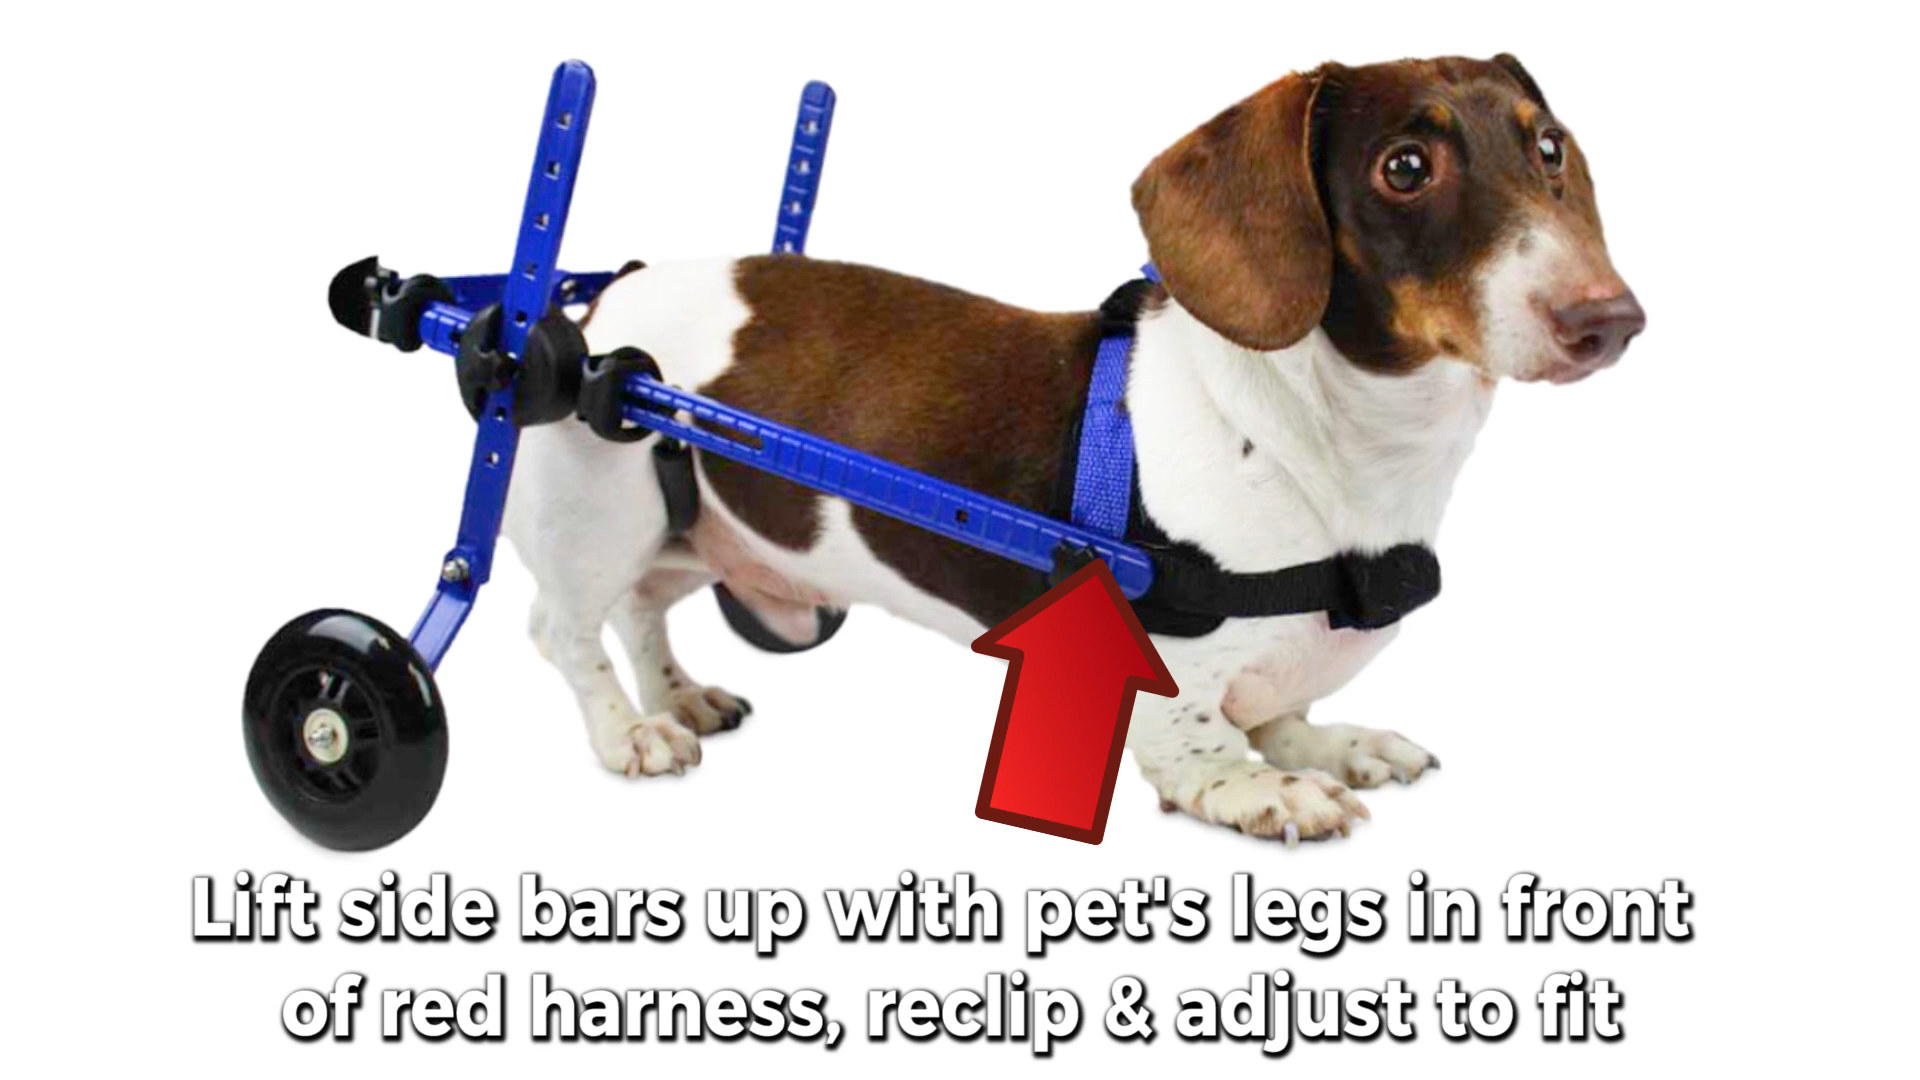 Lift side bars up with pet's legs in front
of red harness, reclip & adjust to fit